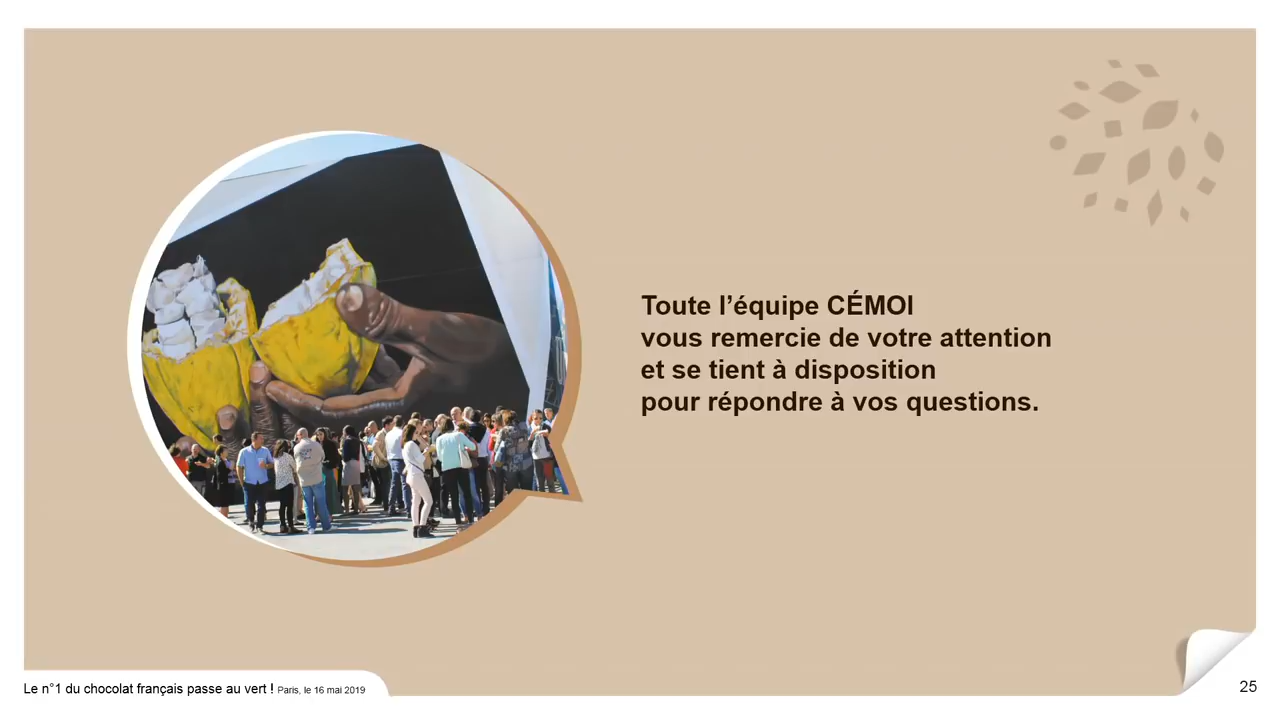 Toute l’équipe CÉMOI
vous remercie de votre attention
et se tient à disposition
pour répondre à vos questions.
Le n°1 du chocolat français passe au vert ! Paris, le 16 mai 2019
25